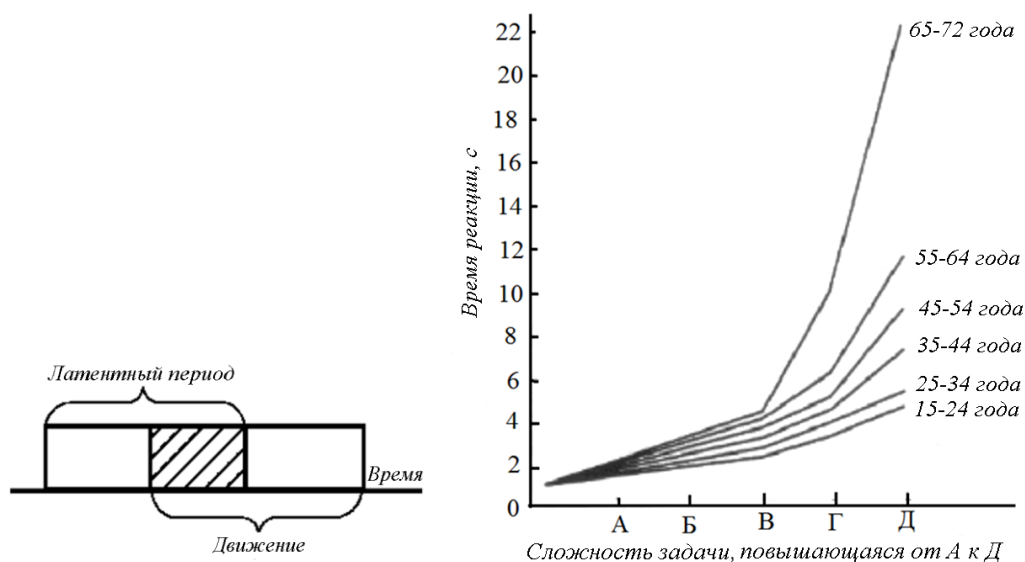 Латентный период
Время
Движение
Время реакции, с
22
20
18
16
14
12
10
8
6
4
2
0
65-72 года
55-64 года
45-54 года
35-44 года
25-34 года
15-24 года
А Б В Г Д
Сложность задачи, повышающаяся от А к Д